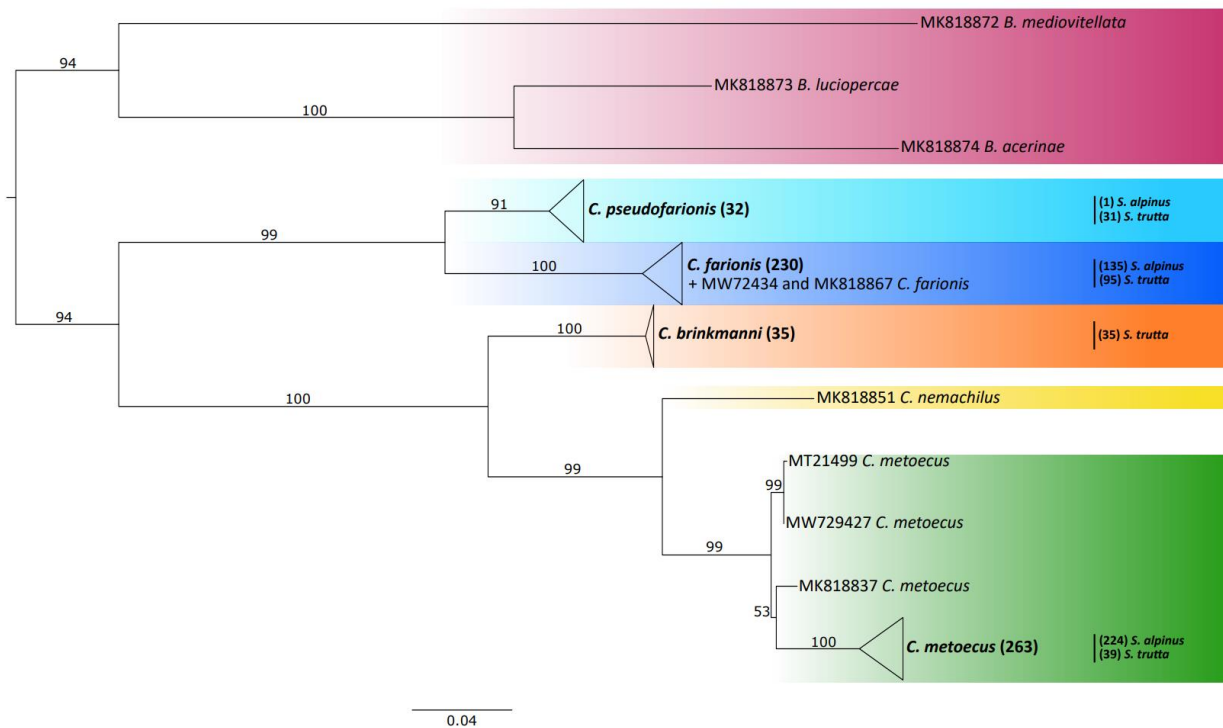 MK818872 B. mediovitellata
94
MK818873 B. luciopercae
100
MK818874 B. acerinae
91
C. pseudofarionis (32)
(1) S. alpinus
(31) S. trutta
99
100
C. farionis (230)
+ MW72434 and MK818867 C. farionis
(135) S. alpinus
(95) S. trutta
94
100
C. brinkmanni (35)
(35) S. trutta
100
MK818851 C. nemachilus
99
MT21499 C. metoecus
99
MW729427 C. metoecus
99
MK818837 C. metoecus
53
100
C. metoecus (263)
(224) S. alpinus
(39) S. trutta
0.04